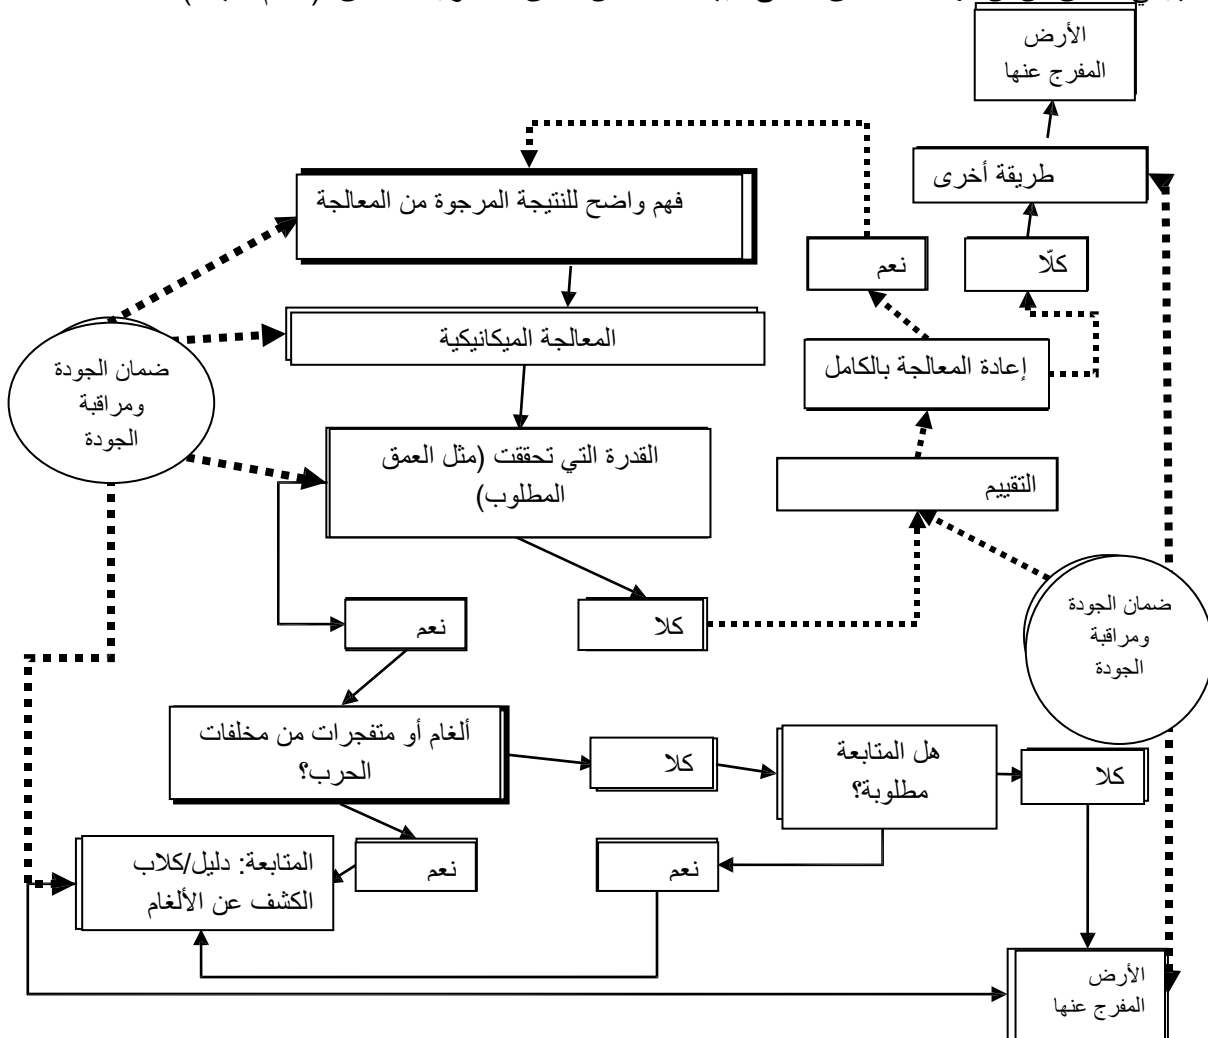 الأرض
المفرج عنها
طريقة أخرى
فهم واضح للنتيجة المرجوة من المعالجة
نعم
كلّا
المعالجة الميكانيكية
إعادة المعالجة بالكامل
ضمان الجودة
ومراقبة
الجودة
القدرة التي تحققت (مثل العمق
المطلوب)
التقييم
ضمان الجودة
ومراقبة
الجودة
نعم
كلا
ألغام أو متفجرات من مخلفات
الحرب؟
كلا
هل المتابعة
مطلوبة؟
كلا
المتابعة: دليل/كلاب
الكشف عن الألغام
نعم
نعم
الأرض
المفرج عنها